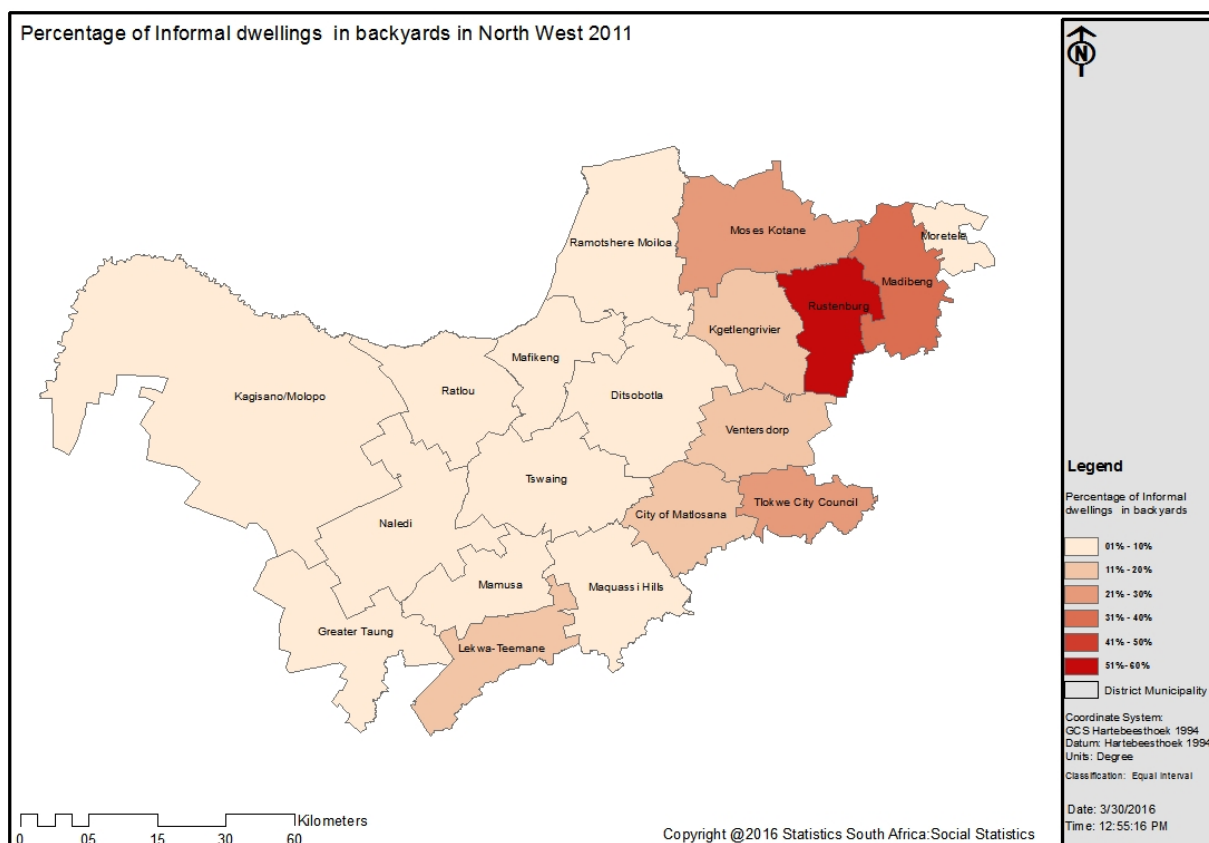 Percentage of Informal dwellings in backyards in North West 2011
N
Ramotshere Moiloa
Moses Kotane
Moretele
Madibeng
Rustenburg
Kgetlengrivier
Mafikeng
Ratlou
Ditsobotla
Kagisano/Molopo
Ventersdorp
Tswaing
Tlokwe City Council
City of Matlosana
Naledi
Mamusa
Maquassi Hills
Greater Taung
Lekwa-Teemane
Legend
Percentage of Informal
dwellings in backyards
01% - 10%
11% - 20%
21% - 30%
31% - 40%
41% - 50%
51%- 60%
District Municipality
Coordinate System:
GCS Hartebeesthoek 1994
Datum: Hartebeesthoek 1994
Units: Degree
Classification: Equal Interval
Date: 3/30/2016
Time: 12:55:16 PM
Kilometers
0 05 15 30 60
Copyright @2016 Statistics South Africa:Social Statistics